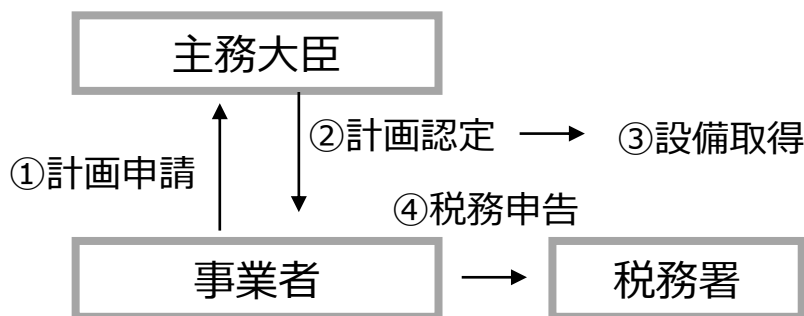 主務大臣
②計画認定
③設備取得
①計画申請
④税務申告
事業者
税務署